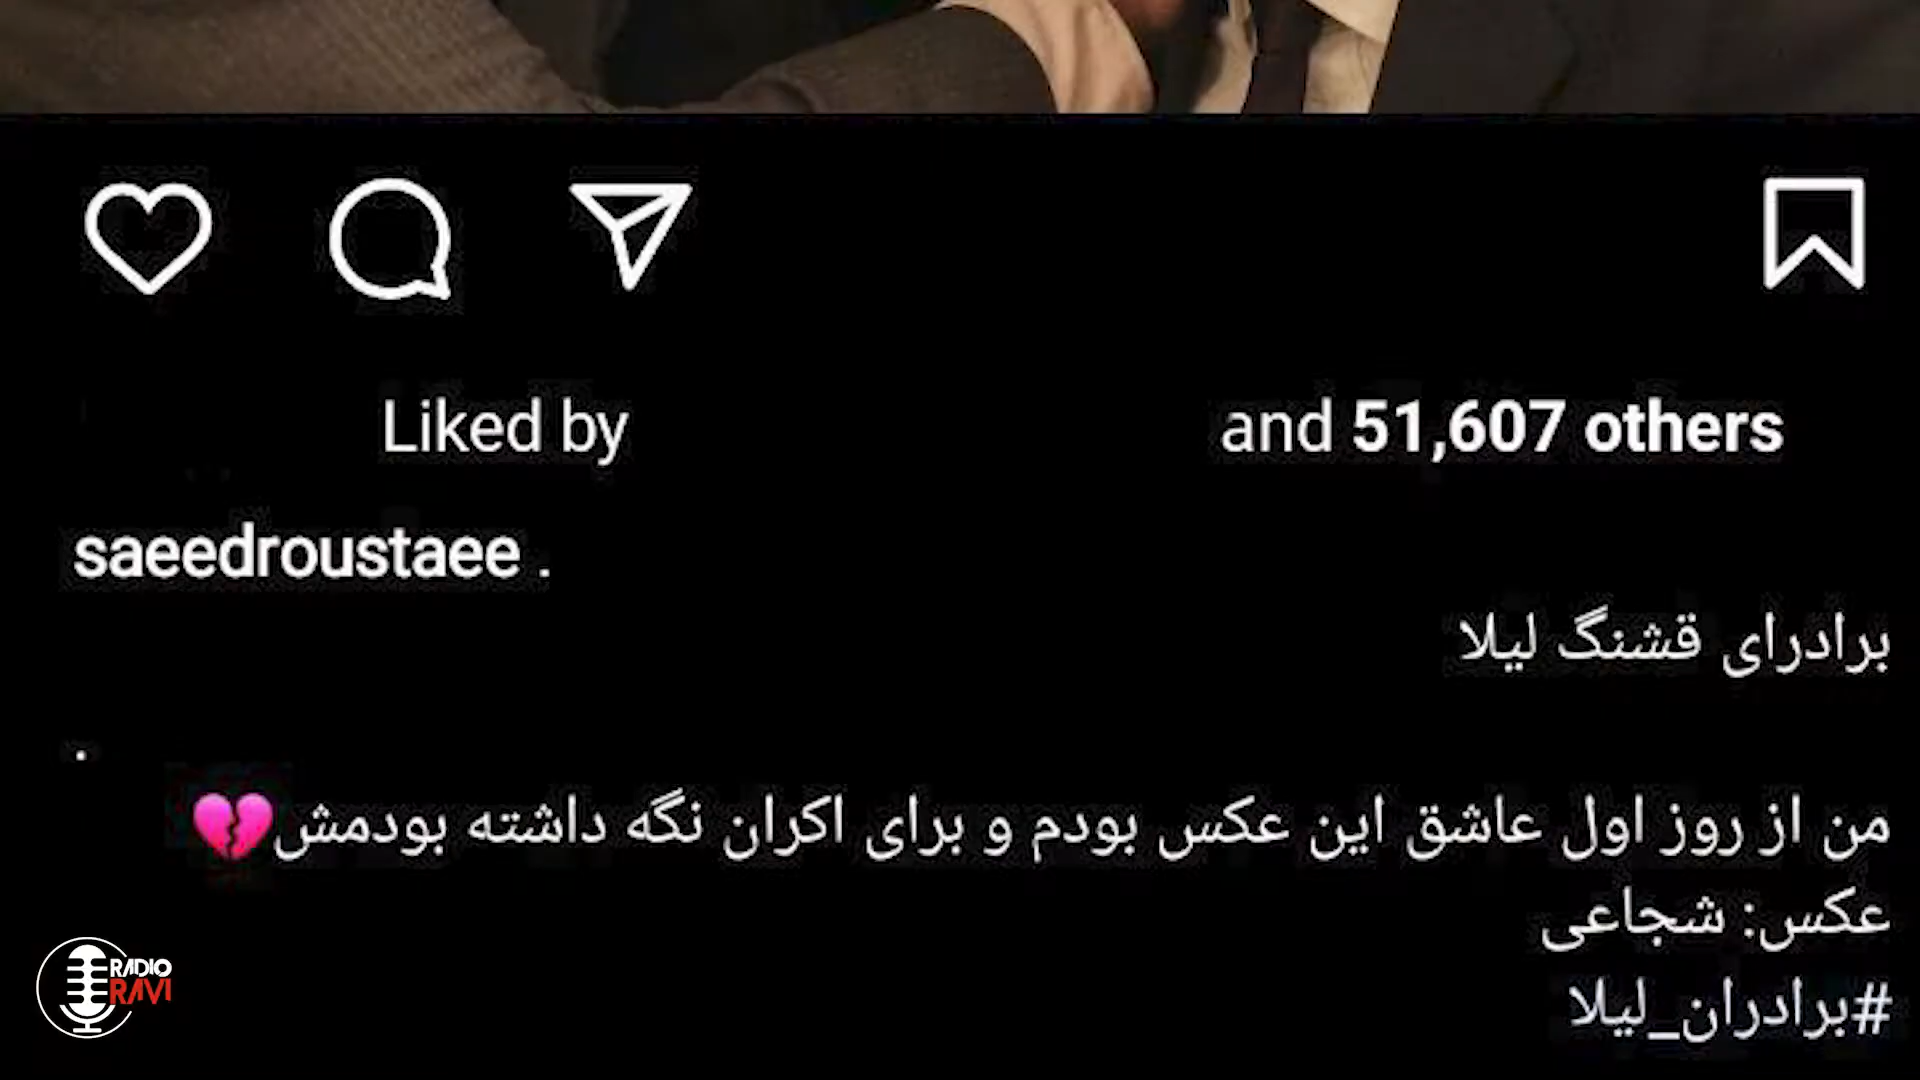 Liked by and 51,607 others
saeedroustaee .
برادرای قشنگ لیلا
.
من از روز اول عاشق این عکس بودم و برای اکران نگه داشته بودمش💔
عکس: شجاعی
#برادران_لیلا
RADIO
RAVI